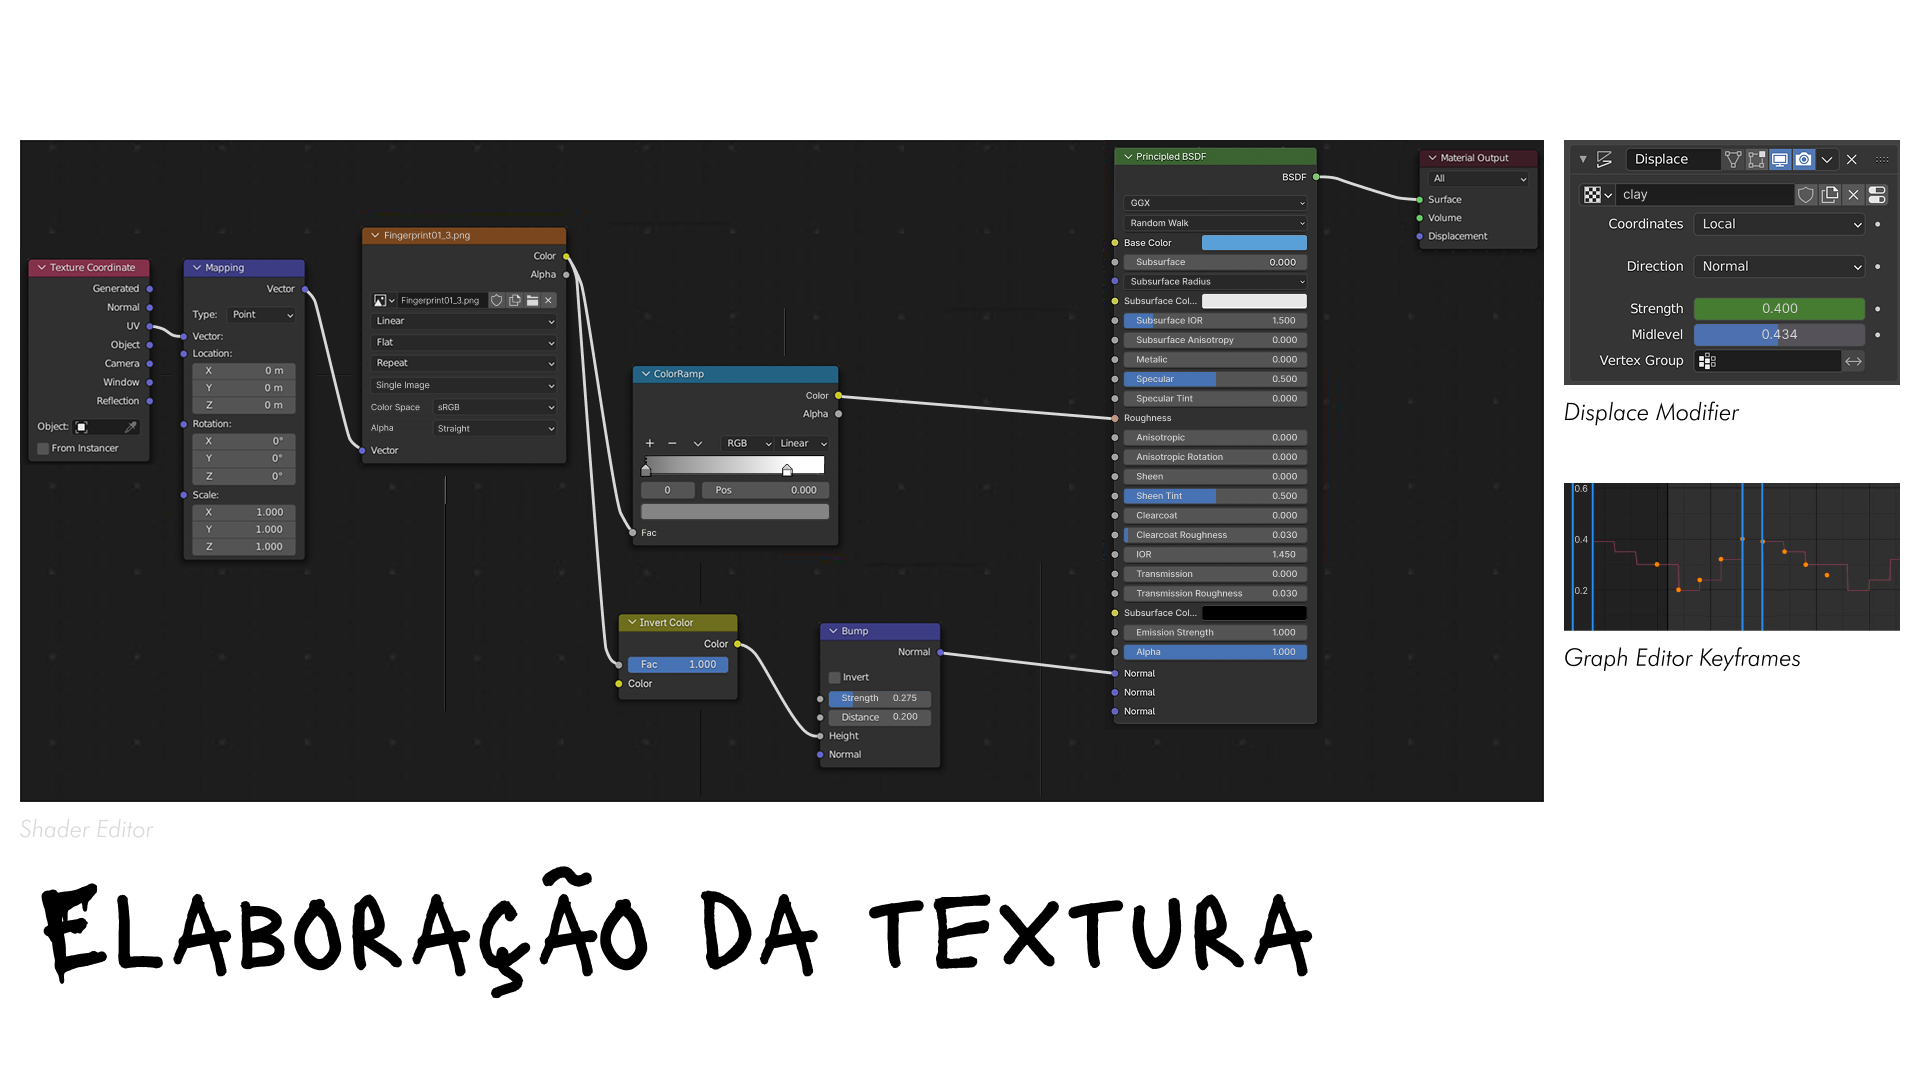 Texture Coordinate
Generated
Normal
UV
Object
Camera
Window
Reflection
Object:
From Instancer
Mapping
Vector
Type: Point
Vector:
Location:
X 0 m
Y 0 m
Z 0 m
Rotation:
X 0°
Y 0°
Z 0°
Scale:
X 1.000
Y 1.000
Z 1.000
Fingerprint01_3.png
Color
Alpha
Fingerprint01_3.png
Linear
Flat
Repeat
Single Image
Color Space sRGB
Alpha Straight
Vector
ColorRamp
Color
Alpha
RGB Linear
0 Pos 0.000
Fac
Invert Color
Color
Fac 1.000
Color
Bump
Normal
Invert
Strength 0.275
Distance 0.200
Height
Normal
Principled BSDF
BSDF
GGX
Random Walk
Base Color
Subsurface 0.000
Subsurface Radius
Subsurface Col...
Subsurface IOR 1.500
Subsurface Anisotropy 0.000
Metalic 0.000
Specular 0.500
Specular Tint 0.000
Roughness
Anisotropic 0.000
Anisotropic Rotation 0.000
Sheen 0.000
Sheen Tint 0.500
Clearcoat 0.000
Clearcoat Roughness 0.030
IOR 1.450
Transmission 0.000
Transmission Roughness 0.030
Subsurface Col...
Emission Strength 1.000
Alpha 1.000
Normal
Normal
Normal
Material Output
All
Surface
Volume
Displacement
Displace
clay
Coordinates Local
Direction Normal
Strength 0.400
Midlevel 0.434
Vertex Group
Displace Modifier
0.6
0.4
0.2
Graph Editor Keyframes
Shader Editor
ELABORAÇÃO DA TEXTURA